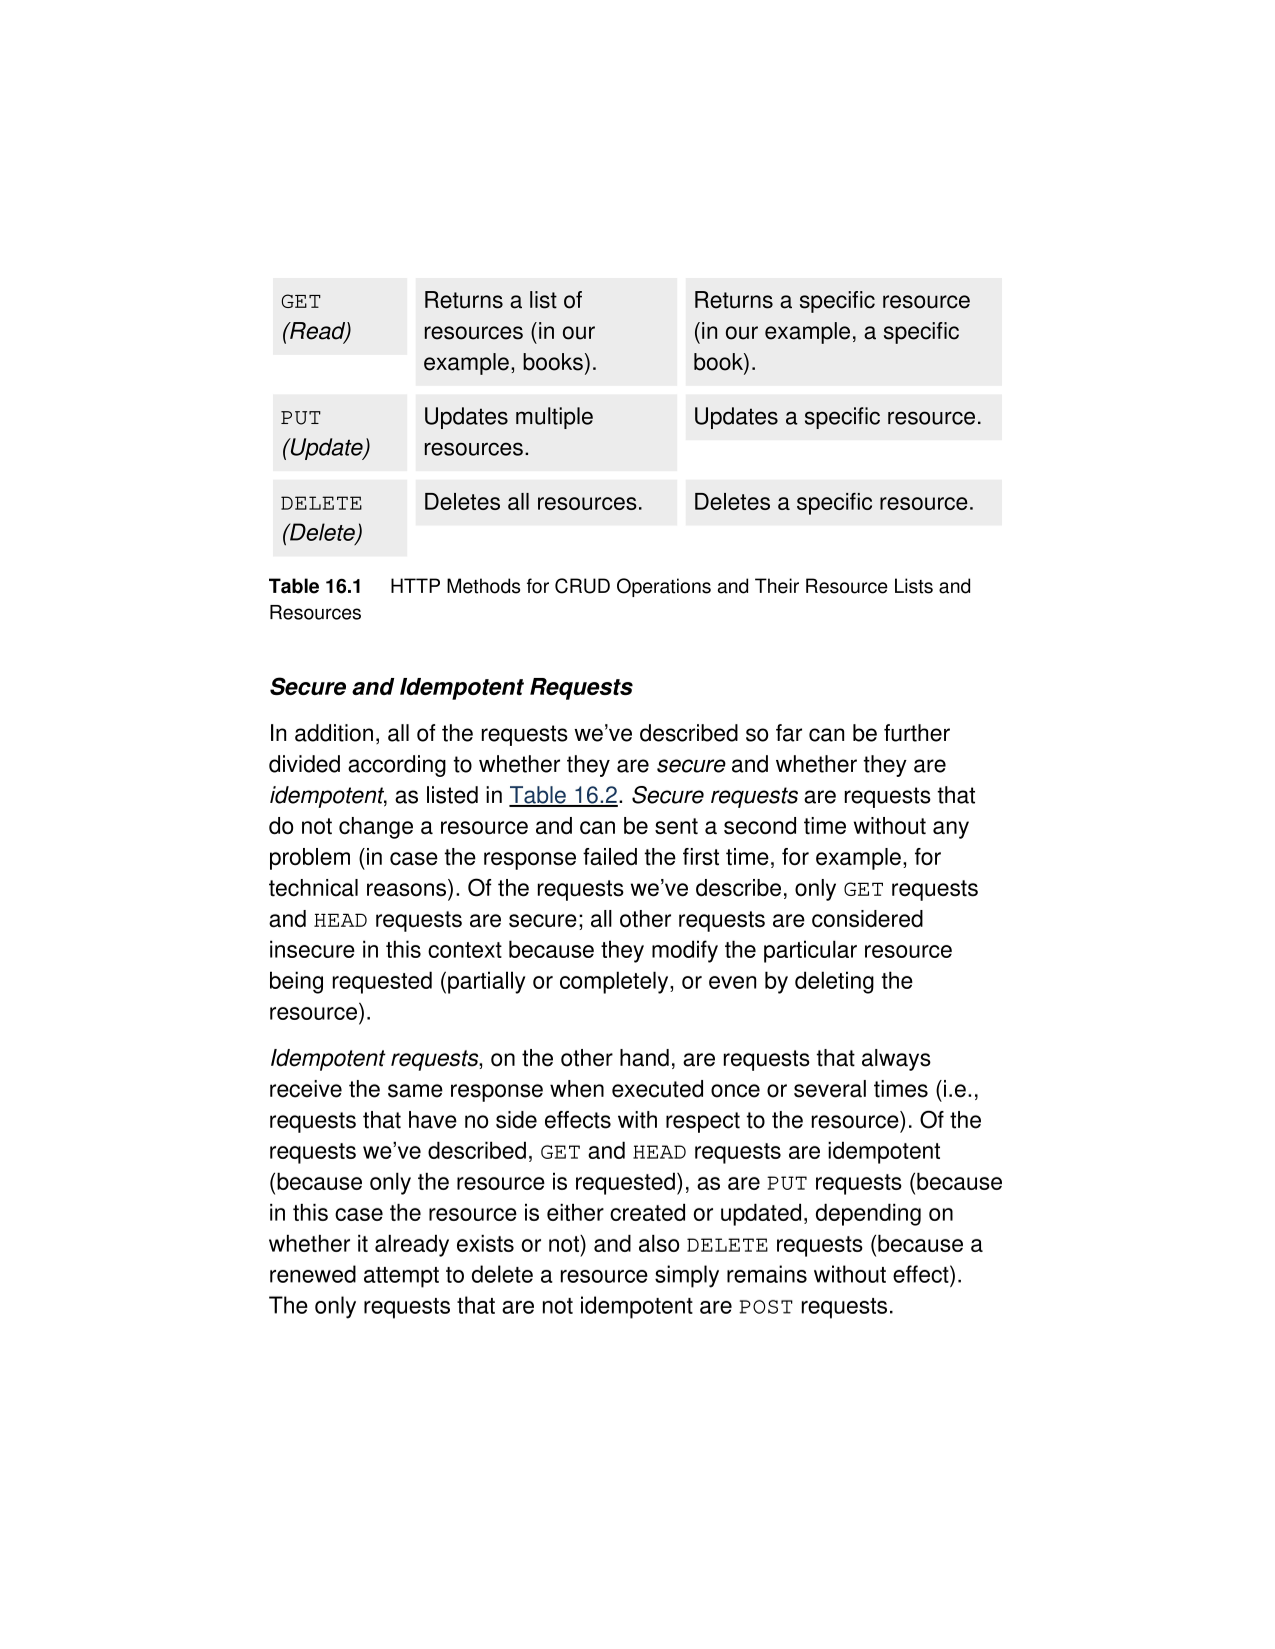 GET
(Read)
Returns a list of
resources (in our
example, books).
Returns a specific resource
(in our example, a specific
book).
PUT
(Update)
Updates multiple
resources.
Updates a specific resource.
DELETE
(Delete)
Deletes all resources.
Deletes a specific resource.
Table 16.1 HTTP Methods for CRUD Operations and Their Resource Lists and
Resources
Secure and Idempotent Requests
In addition, all of the requests we’ve described so far can be further
divided according to whether they are secure and whether they are
idempotent, as listed in Table 16.2. Secure requests are requests that
do not change a resource and can be sent a second time without any
problem (in case the response failed the first time, for example, for
technical reasons). Of the requests we’ve describe, only GET requests
and HEAD requests are secure; all other requests are considered
insecure in this context because they modify the particular resource
being requested (partially or completely, or even by deleting the
resource).
Idempotent requests, on the other hand, are requests that always
receive the same response when executed once or several times (i.e.,
requests that have no side effects with respect to the resource). Of the
requests we’ve described, GET and HEAD requests are idempotent
(because only the resource is requested), as are PUT requests (because
in this case the resource is either created or updated, depending on
whether it already exists or not) and also DELETE requests (because a
renewed attempt to delete a resource simply remains without effect).
The only requests that are not idempotent are POST requests.